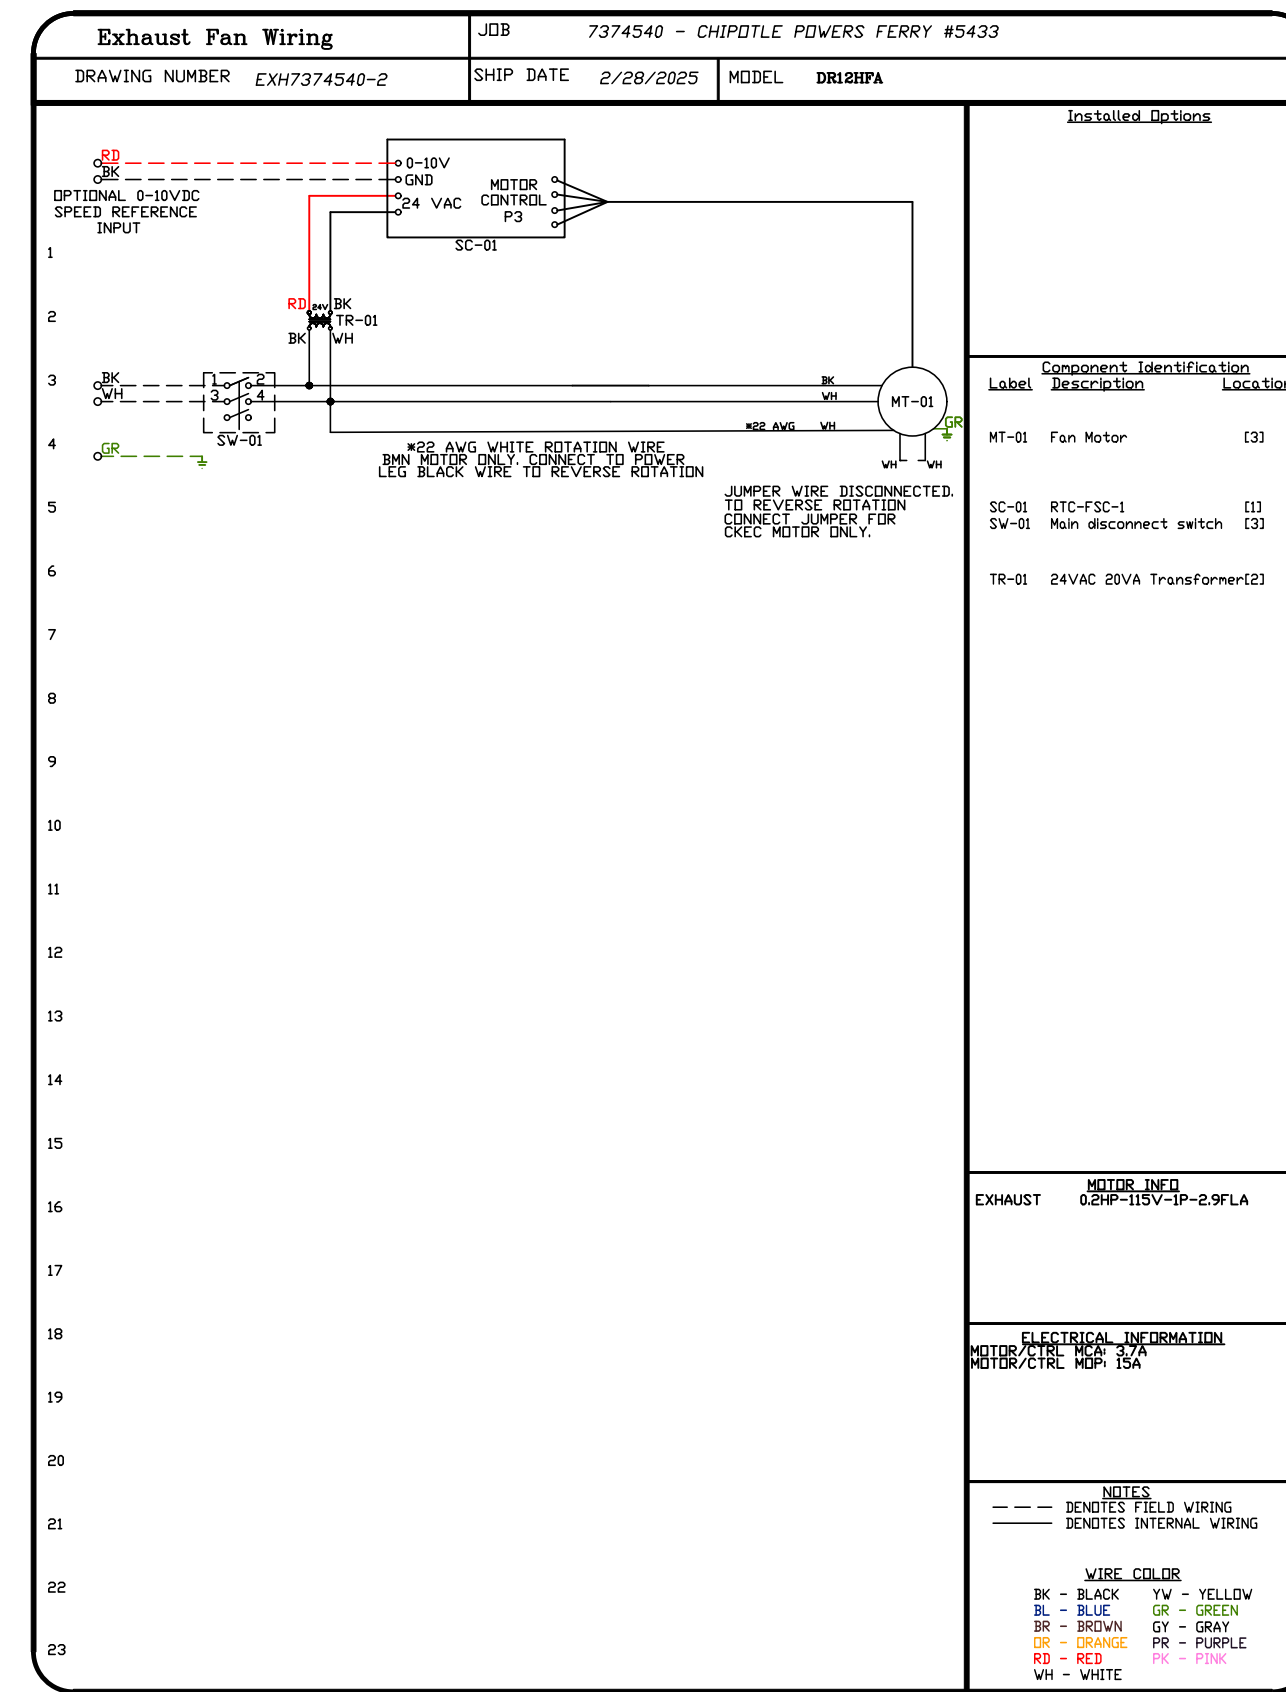 Exhaust Fan Wiring
JOB 7374540 - CHIPOTLE POWERS FERRY #5433
DRAWING NUMBER EXH7374540-2
SHIP DATE 2/28/2025
MODEL DR12HFA
Installed Options
RD
BK
OPTIONAL 0-10VDC
SPEED REFERENCE
INPUT
0-10V
GND
24 VAC
MOTOR
CONTROL
P3
SC-01
RD 24V BK
TR-01
BK WH
BK
WH
1 2
3 4
SW-01
GR
BK
WH
*22 AWG WH
MT-01
GR
WH WH
*22 AWG WHITE ROTATION WIRE
BMN MOTOR ONLY. CONNECT TO POWER
LEG BLACK WIRE TO REVERSE ROTATION
JUMPER WIRE DISCONNECTED.
TO REVERSE ROTATION
CONNECT JUMPER FOR
CKEC MOTOR ONLY.
1
2
3
4
5
6
7
8
9
10
11
12
13
14
15
16
17
18
19
20
21
22
23
Component Identification
Label Description Location
MT-01 Fan Motor [3]
SC-01 RTC-FSC-1 [1]
SW-01 Main disconnect switch [3]
TR-01 24VAC 20VA Transformer[2]
MOTOR INFO
EXHAUST 0.2HP-115V-1P-2.9FLA
ELECTRICAL INFORMATION
MOTOR/CTRL MCA: 3.7A
MOTOR/CTRL MOP: 15A
NOTES
DENOTES FIELD WIRING
DENOTES INTERNAL WIRING
WIRE COLOR
BK - BLACK YW - YELLOW
BL - BLUE GR - GREEN
BR - BROWN GY - GRAY
OR - ORANGE PR - PURPLE
RD - RED PK - PINK
WH - WHITE